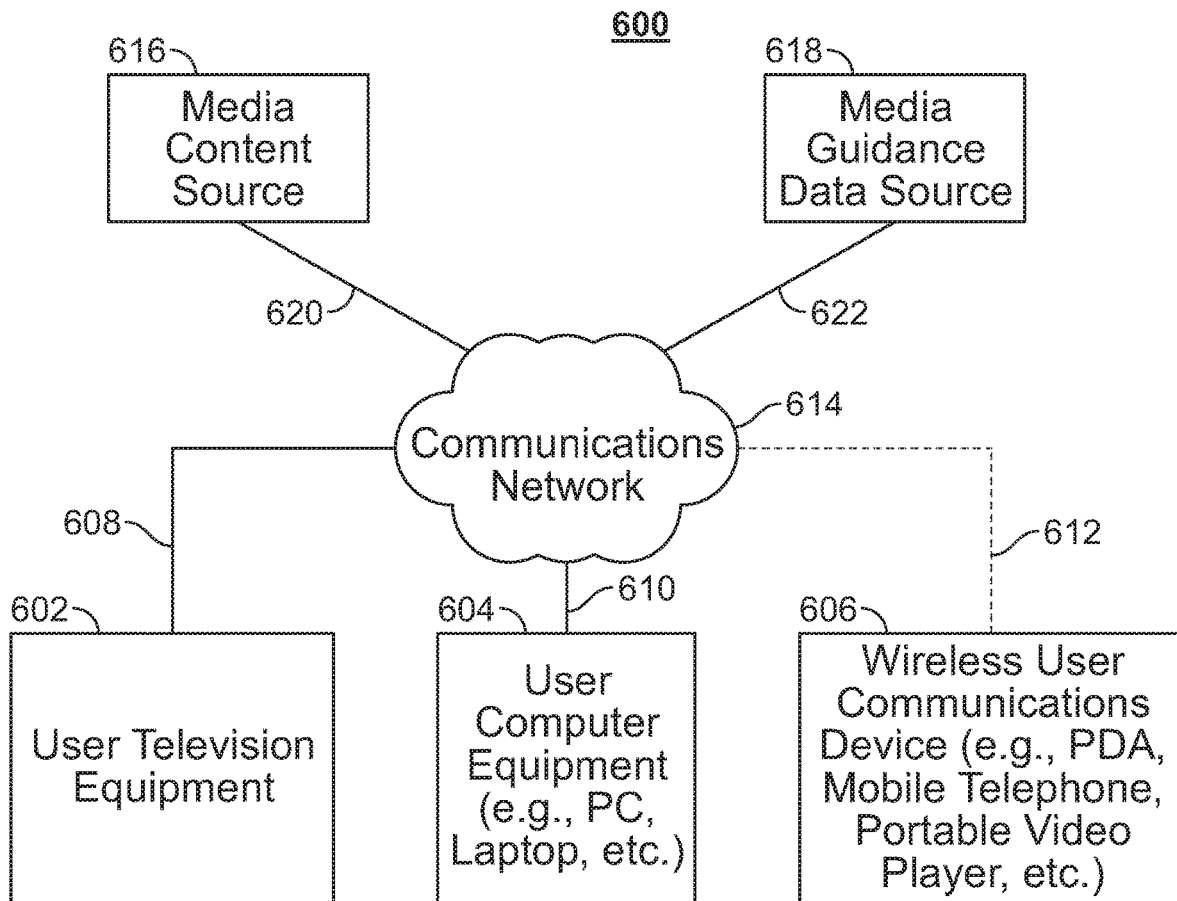 600
616
Media
Content
Source
618
Media
Guidance
Data Source
620
622
614
Communications
Network
608
612
610
602
User Television
Equipment
604
User
Computer
Equipment
(e.g., PC,
Laptop, etc.)
606
Wireless User
Communications
Device (e.g., PDA,
Mobile Telephone,
Portable Video
Player, etc.)